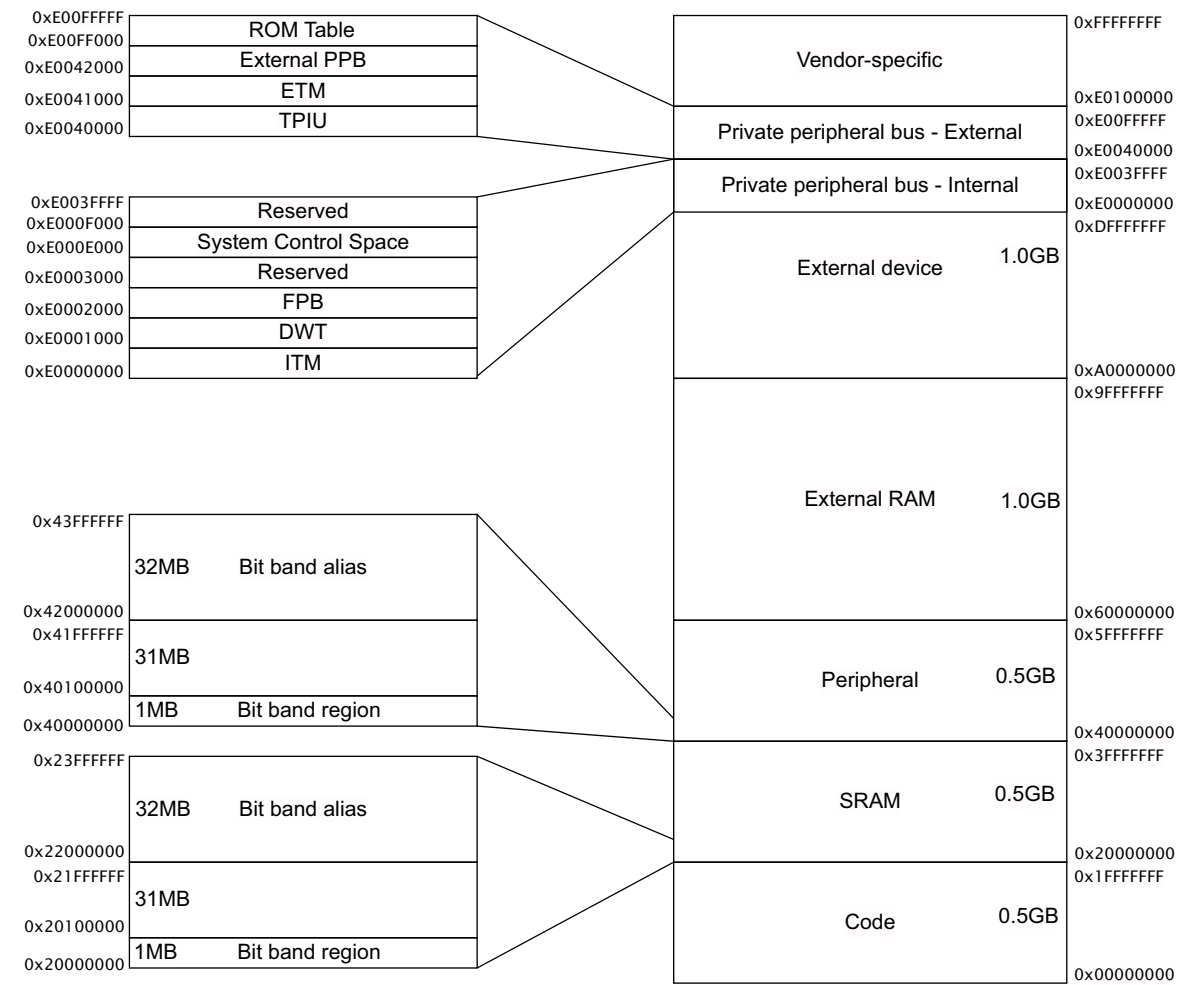 0xE00FFFFF
ROM Table
0xE00FF000
External PPB
0xE0042000
ETM
0xE0041000
TPIU
0xE0040000
0xE003FFFF
Reserved
0xE000F000
System Control Space
0xE000E000
Reserved
0xE0003000
FPB
0xE0002000
DWT
0xE0001000
ITM
0xE0000000
0x43FFFFFF
32MB Bit band alias
0x42000000
0x41FFFFFF
31MB
0x40100000
1MB Bit band region
0x40000000
0x23FFFFFF
32MB Bit band alias
0x22000000
0x21FFFFFF
31MB
0x20100000
1MB Bit band region
0x20000000
0xFFFFFFFF
Vendor-specific
0xE0100000
0xE00FFFFF
Private peripheral bus - External
0xE0040000
0xE003FFFF
Private peripheral bus - Internal
0xE0000000
0xDFFFFFFF
External device 1.0GB
0xA0000000
0x9FFFFFFF
External RAM 1.0GB
0x60000000
0x5FFFFFFF
Peripheral 0.5GB
0x40000000
0x3FFFFFFF
SRAM 0.5GB
0x20000000
0x1FFFFFFF
Code 0.5GB
0x00000000